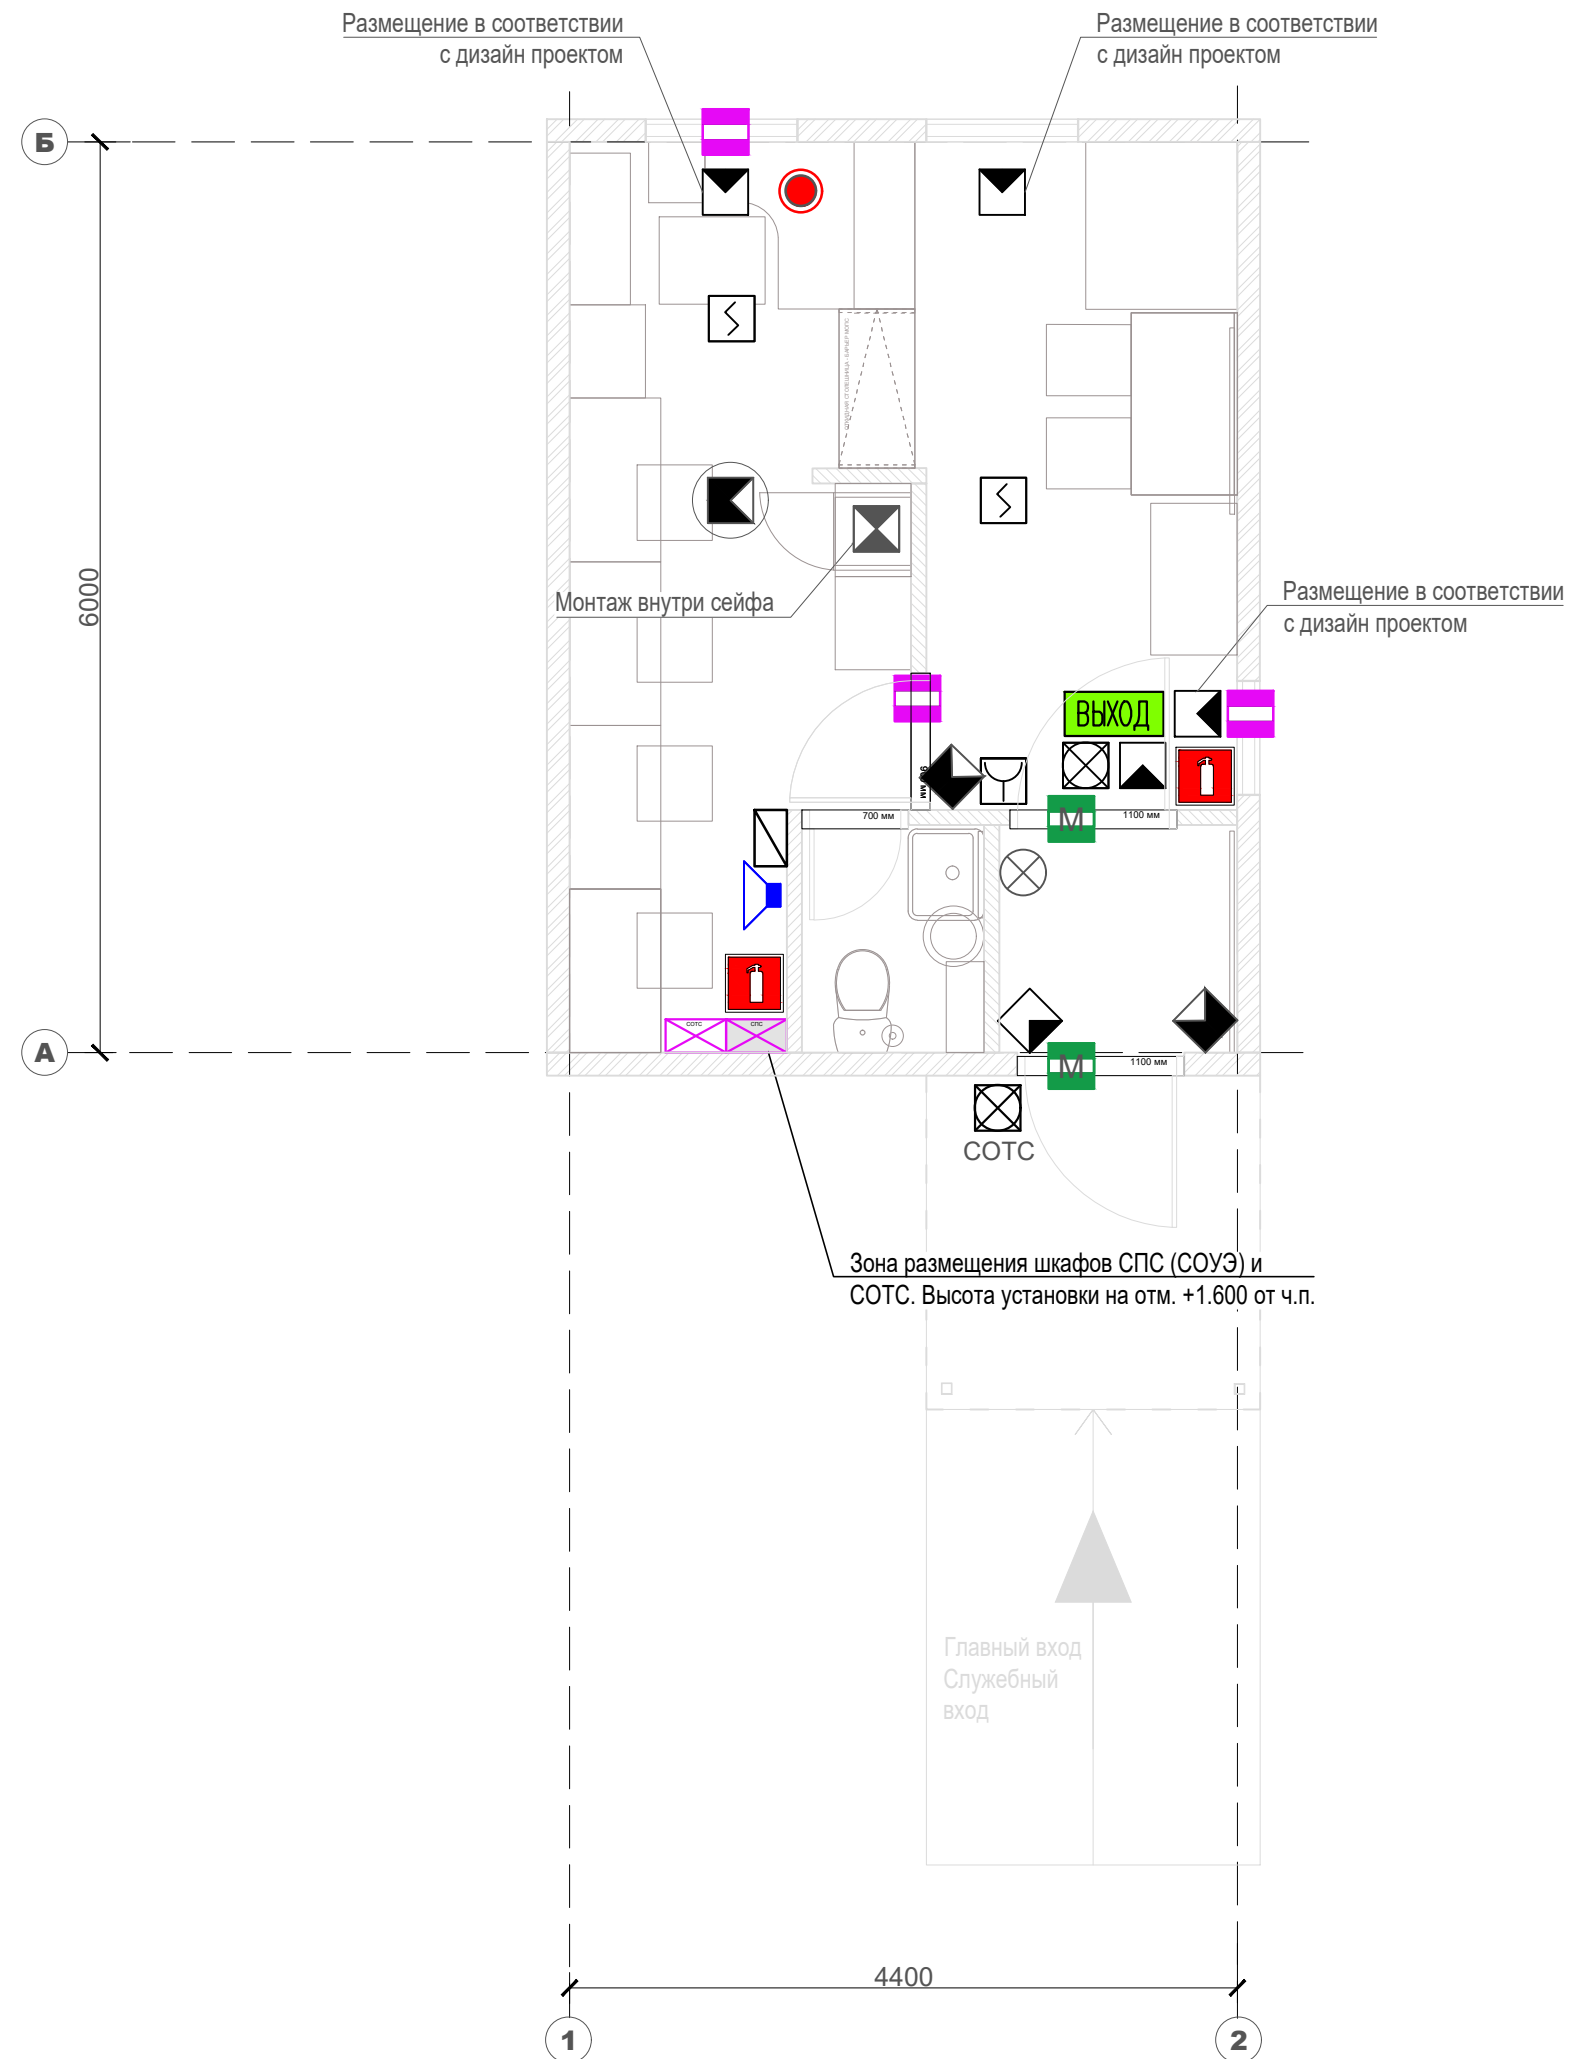 Размещение в соответствии
с дизайн проектом
Размещение в соответствии
с дизайн проектом
Б
6000
Монтаж внутри сейфа
Размещение в соответствии
с дизайн проектом
ВЫХОД
700 мм
1100 мм
М
СОТС
СПС
А
М
1100 мм
СОТС
Зона размещения шкафов СПС (СОУЭ) и
СОТС. Высота установки на отм. +1.600 от ч.п.
Главный вход
Служебный
вход
4400
1
2